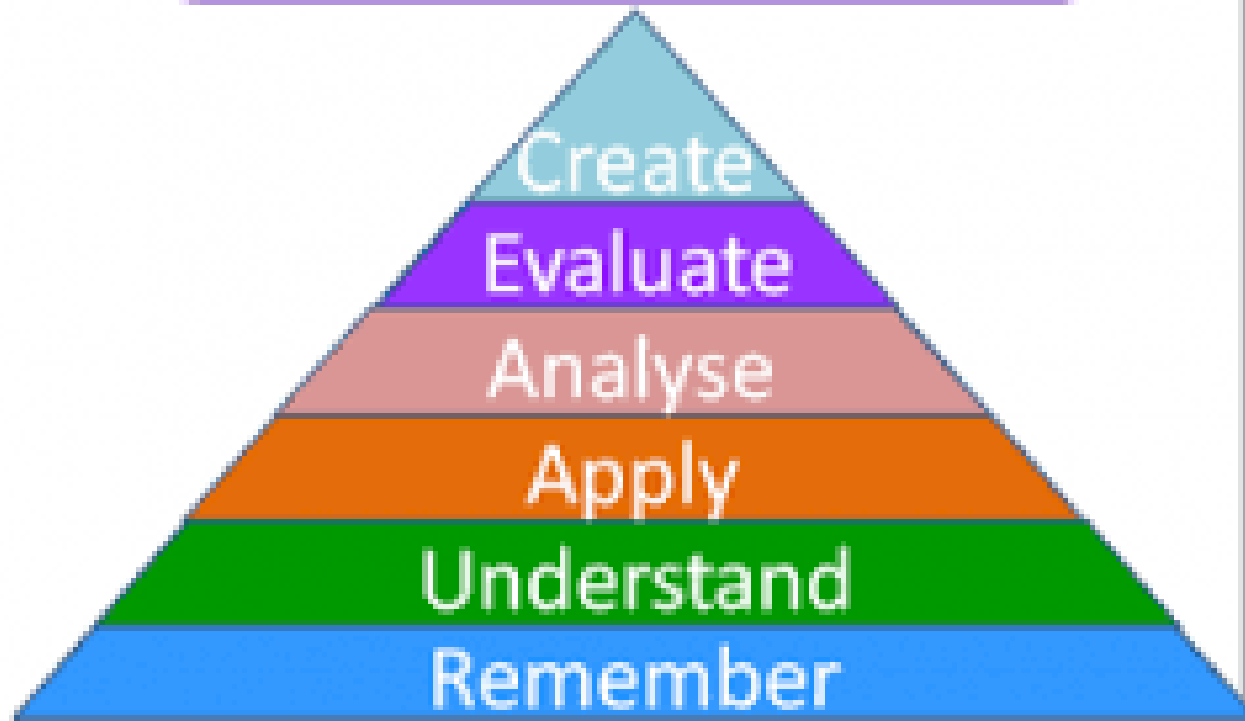 Create
Evaluate
Analyse
Apply
Understand
Remember